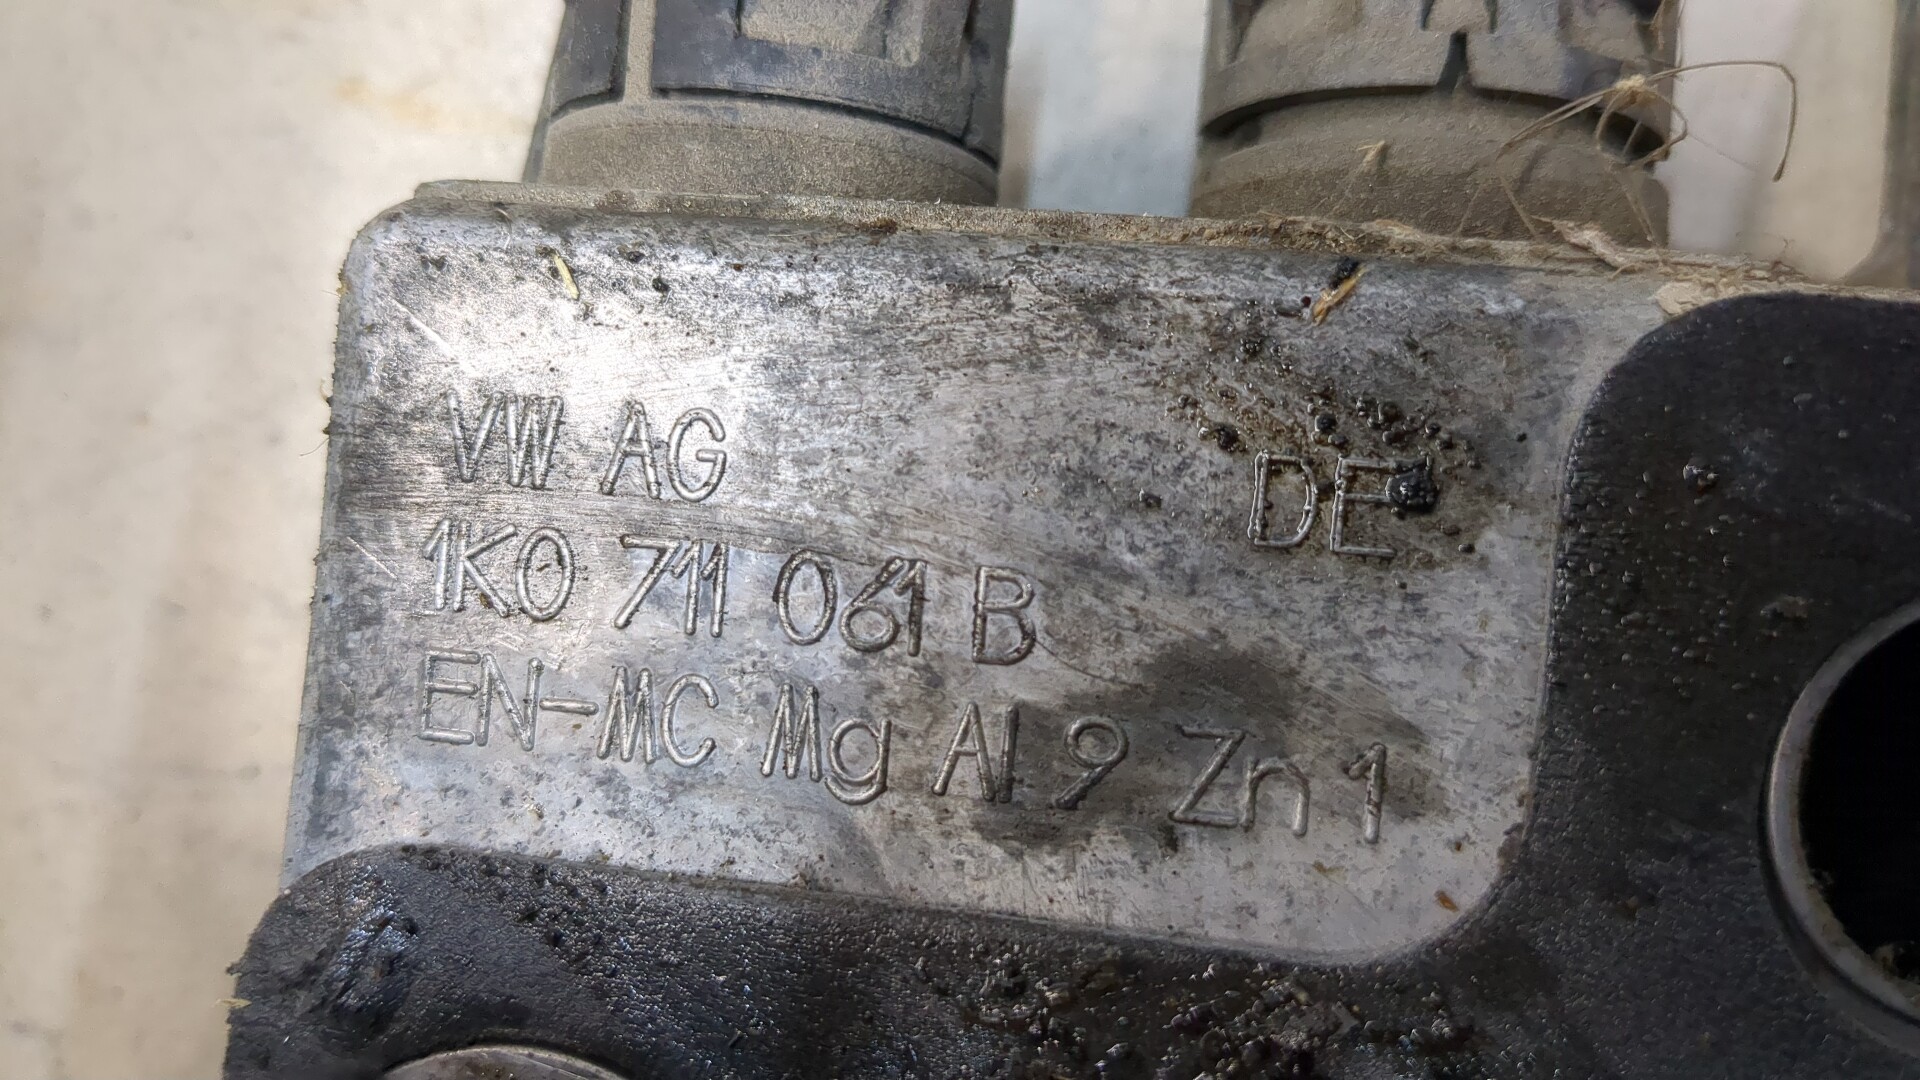 VW AG
DE
1K0 711 061 B
EN-MC Mg Al 9 Zn 1